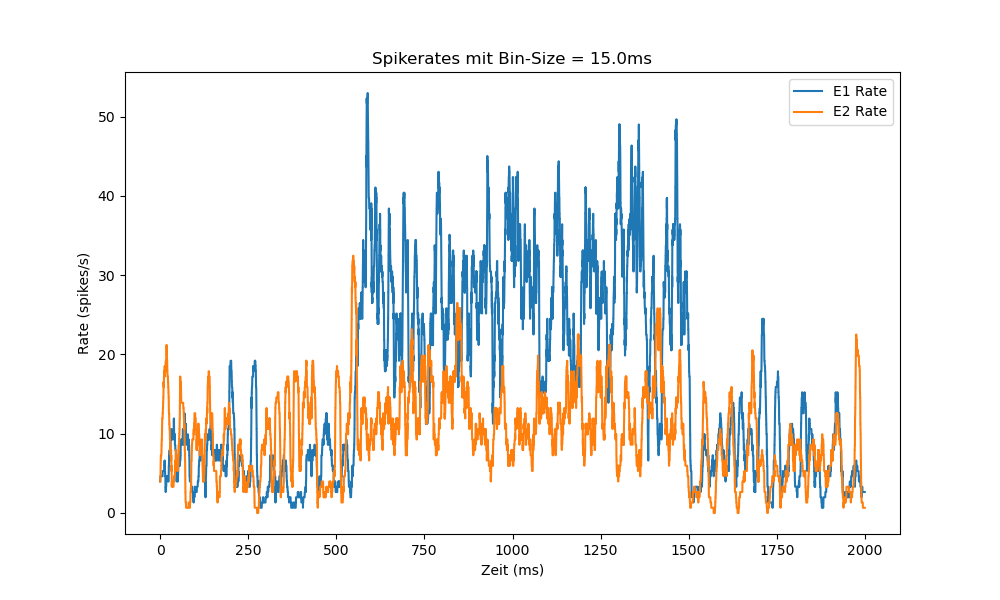 Spikerates mit Bin-Size = 15.0ms
E1 Rate
E2 Rate
50
40
30
20
10
0
Rate (spikes/s)
0 250 500 750 1000 1250 1500 1750 2000
Zeit (ms)